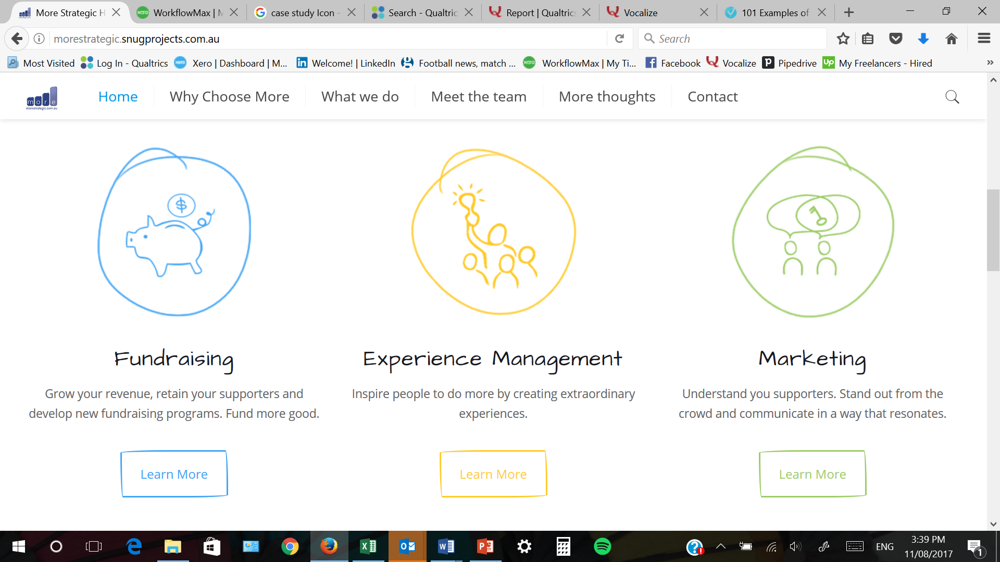 More Strategic H
WorkflowMax | M
case study Icon -
Search - Qualtric
Report | Qualtrics
Vocalize
101 Examples of
morestrategic.snugprojects.com.au
Search
Most Visited
Log In - Qualtrics
Xero | Dashboard | M...
Welcome! | LinkedIn
Football news, match ...
WorkflowMax | My Ti...
Facebook
Vocalize
Pipedrive
My Freelancers - Hired
more
morestrategic.com.au
Home
Why Choose More
What we do
Meet the team
More thoughts
Contact
$
Fundraising
Experience Management
Marketing
Grow your revenue, retain your supporters and
develop new fundraising programs. Fund more good.
Inspire people to do more by creating extraordinary
experiences.
Understand you supporters. Stand out from the
crowd and communicate in a way that resonates.
Learn More
Learn More
Learn More
ENG
3:39 PM
11/08/2017
1